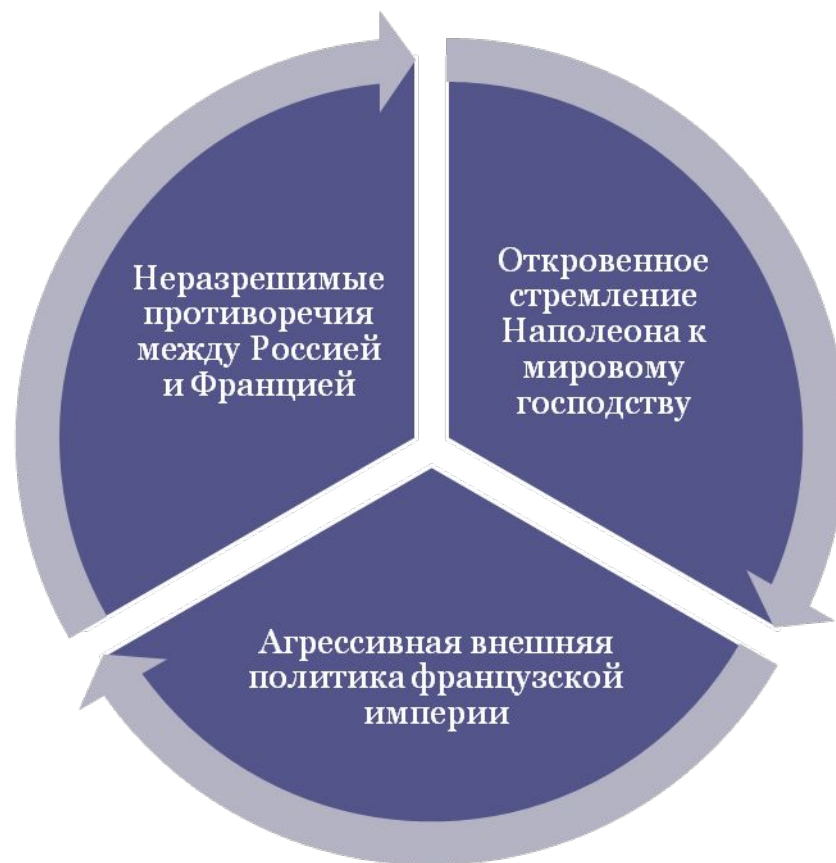 Неразрешимые
противоречия
между Россией
и Францией
Откровенное
стремление
Наполеона к
мировому
господству
Агрессивная внешняя
политика французской
империи